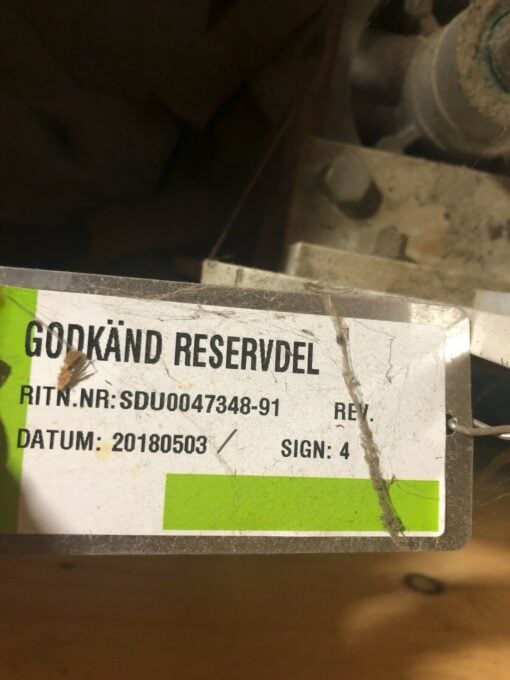 GODKÄND RESERVDEL
RITN.NR: SDU0047348-91 REV.
DATUM: 20180503 / SIGN: 4